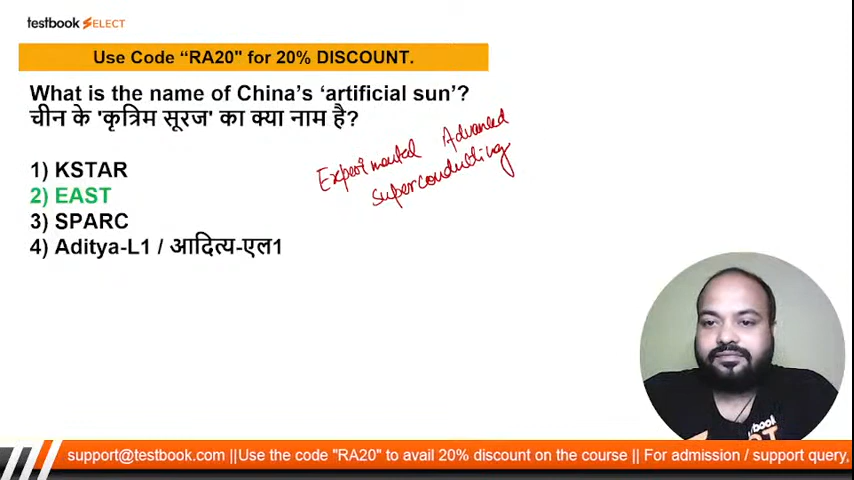 testbook SELECT
Use Code “RA20" for 20% DISCOUNT.
What is the name of China's ‘artificial sun’?
चीन के 'कृत्रिम सूरज' का क्या नाम है?
Experimental Advanced
Superconducting
1) KSTAR
2) EAST
3) SPARC
4) Aditya-L1 / आदित्य-एल1
support@testbook.com ||Use the code "RA20" to avail 20% discount on the course || For admission / support query,